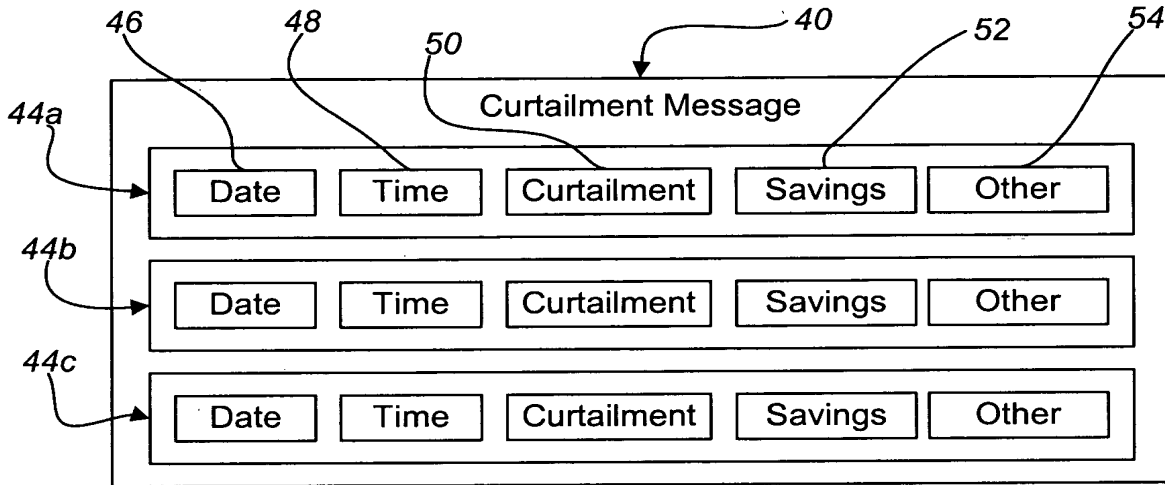 46 48 50 40 52 54
Curtailment Message
44a
Date Time Curtailment Savings Other
44b
Date Time Curtailment Savings Other
44c
Date Time Curtailment Savings Other